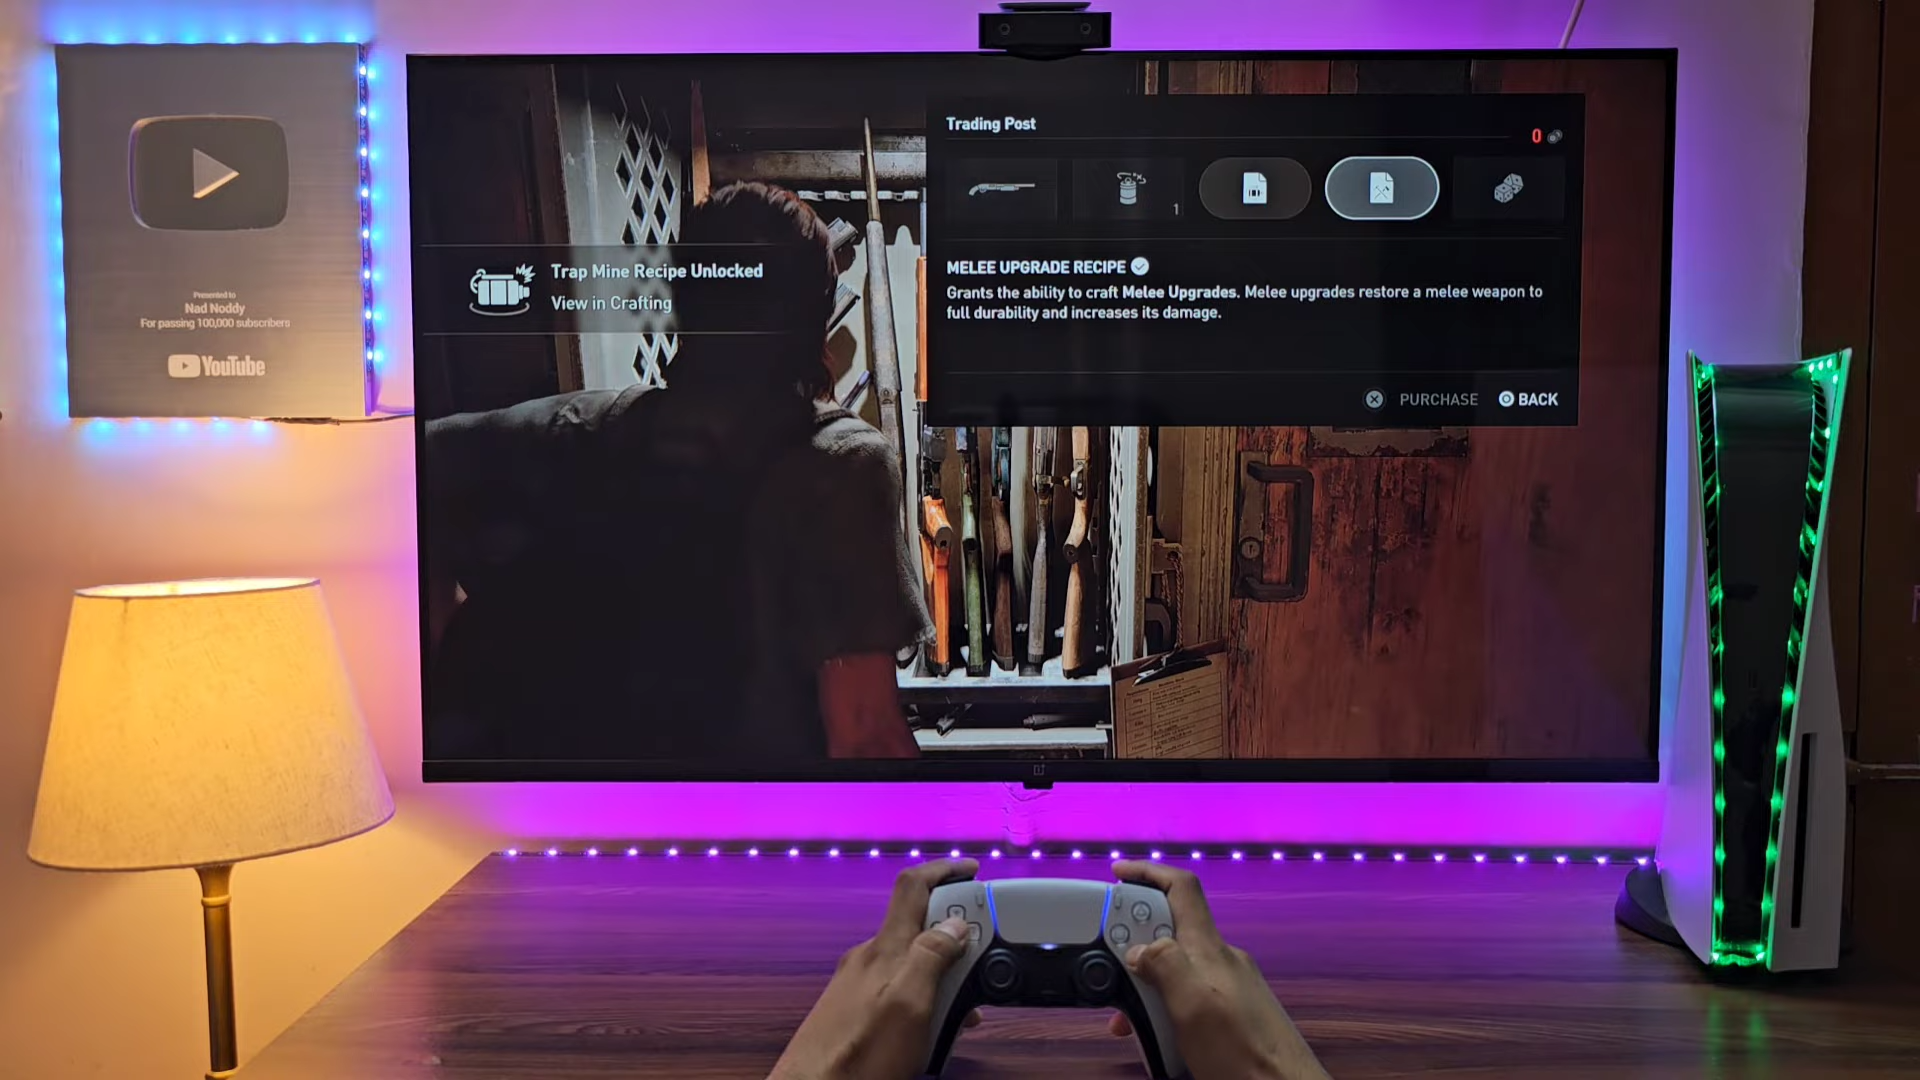 Presented to
Nad Noddy
For passing 100,000 subscribers
YouTube
Trap Mine Recipe Unlocked
View in Crafting
Trading Post
0
1
MELEE UPGRADE RECIPE
Grants the ability to craft Melee Upgrades. Melee upgrades restore a melee weapon to
full durability and increases its damage.
PURCHASE
BACK